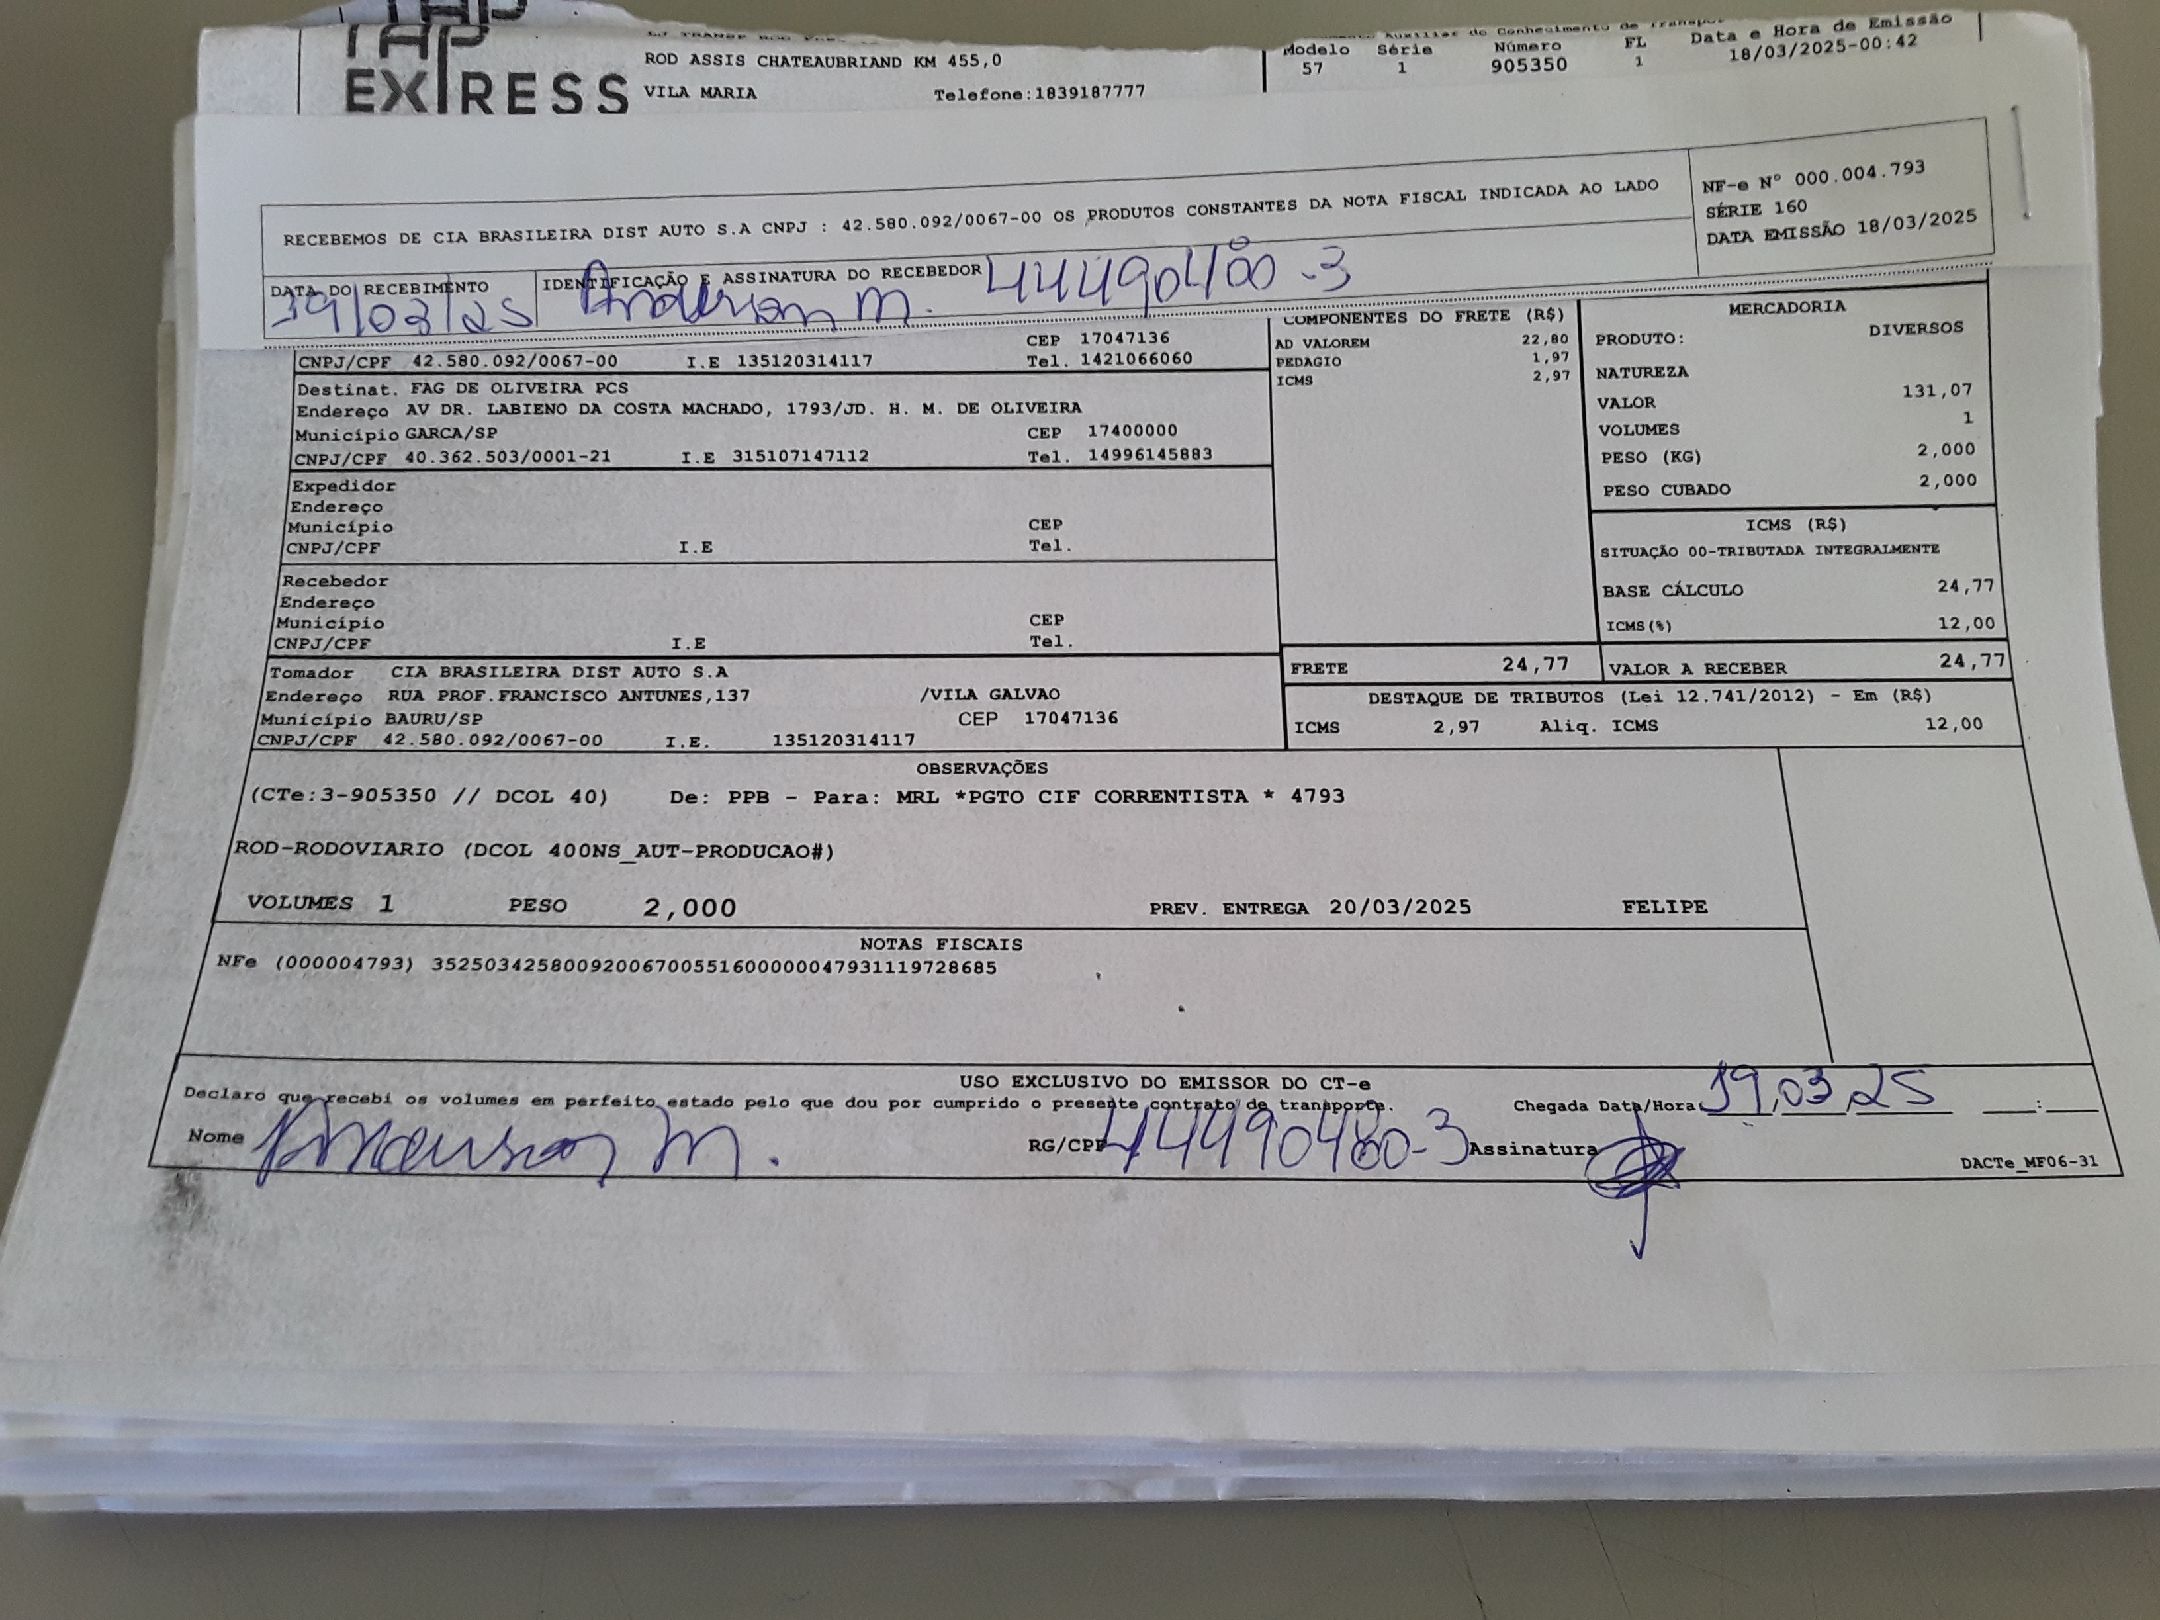 TAP
EXPRESS
ROD ASSIS CHATEAUBRIAND KM 455,0
VILA MARIA Telefone:1839187777
Modelo Série Número FL Data e Hora de Emissão
57 1 905350 1 18/03/2025-00:42
RECEBEMOS DE CIA BRASILEIRA DIST AUTO S.A CNPJ : 42.580.092/0067-00 OS PRODUTOS CONSTANTES DA NOTA FISCAL INDICADA AO LADO
NF-e Nº 000.004.793
SÉRIE 160
DATA EMISSÃO 18/03/2025
DATA DO RECEBIMENTO
19/03/25
IDENTIFICAÇÃO E ASSINATURA DO RECEBEDOR
Anderson M. 44490400-3
CEP 17047136
CNPJ/CPF 42.580.092/0067-00 I.E 135120314117 Tel. 1421066060
Destinat. FAG DE OLIVEIRA PCS
Endereço AV DR. LABIENO DA COSTA MACHADO, 1793/JD. H. M. DE OLIVEIRA
Município GARCA/SP CEP 17400000
CNPJ/CPF 40.362.503/0001-21 I.E 315107147112 Tel. 14996145883
Expedidor
Endereço
Município CEP
CNPJ/CPF I.E Tel.
Recebedor
Endereço
Município CEP
CNPJ/CPF I.E Tel.
Tomador CIA BRASILEIRA DIST AUTO S.A
Endereço RUA PROF.FRANCISCO ANTUNES,137 /VILA GALVAO
Município BAURU/SP CEP 17047136
CNPJ/CPF 42.580.092/0067-00 I.E. 135120314117
COMPONENTES DO FRETE (R$)
AD VALOREM 22,80
PEDAGIO 1,97
ICMS 2,97
FRETE 24,77
MERCADORIA
PRODUTO: DIVERSOS
NATUREZA
VALOR 131,07
VOLUMES 1
PESO (KG) 2,000
PESO CUBADO 2,000
ICMS (R$)
SITUAÇÃO 00-TRIBUTADA INTEGRALMENTE
BASE CÁLCULO 24,77
ICMS(%) 12,00
VALOR A RECEBER 24,77
DESTAQUE DE TRIBUTOS (Lei 12.741/2012) - Em (R$)
ICMS 2,97 Aliq. ICMS 12,00
OBSERVAÇÕES
(CTe:3-905350 // DCOL 40) De: PPB - Para: MRL *PGTO CIF CORRENTISTA * 4793
ROD-RODOVIARIO (DCOL 400NS_AUT-PRODUCAO#)
VOLUMES 1 PESO 2,000 PREV. ENTREGA 20/03/2025 FELIPE
NOTAS FISCAIS
NFe (000004793) 35250342580092006700551600000047931119728685
USO EXCLUSIVO DO EMISSOR DO CT-e
Declaro que recebi os volumes em perfeito estado pelo que dou por cumprido o presente contrato de transporte. Chegada Data/Hora: 19,03,25 __:__
Nome Anderson M. RG/CPF 44490400-3 Assinatura
DACTe_MF06-31